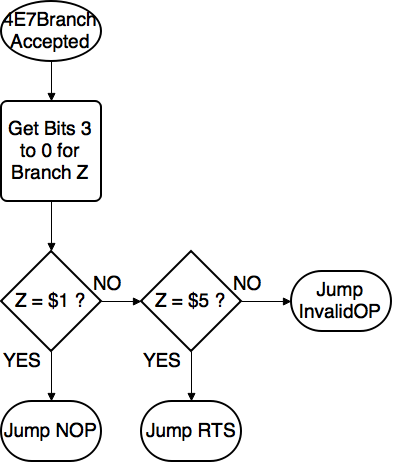 4E7Branch
Accepted
Get Bits 3
to 0 for
Branch Z
Z = $1 ?
NO
Z = $5 ?
NO
Jump
InvalidOP
YES
YES
Jump NOP
Jump RTS